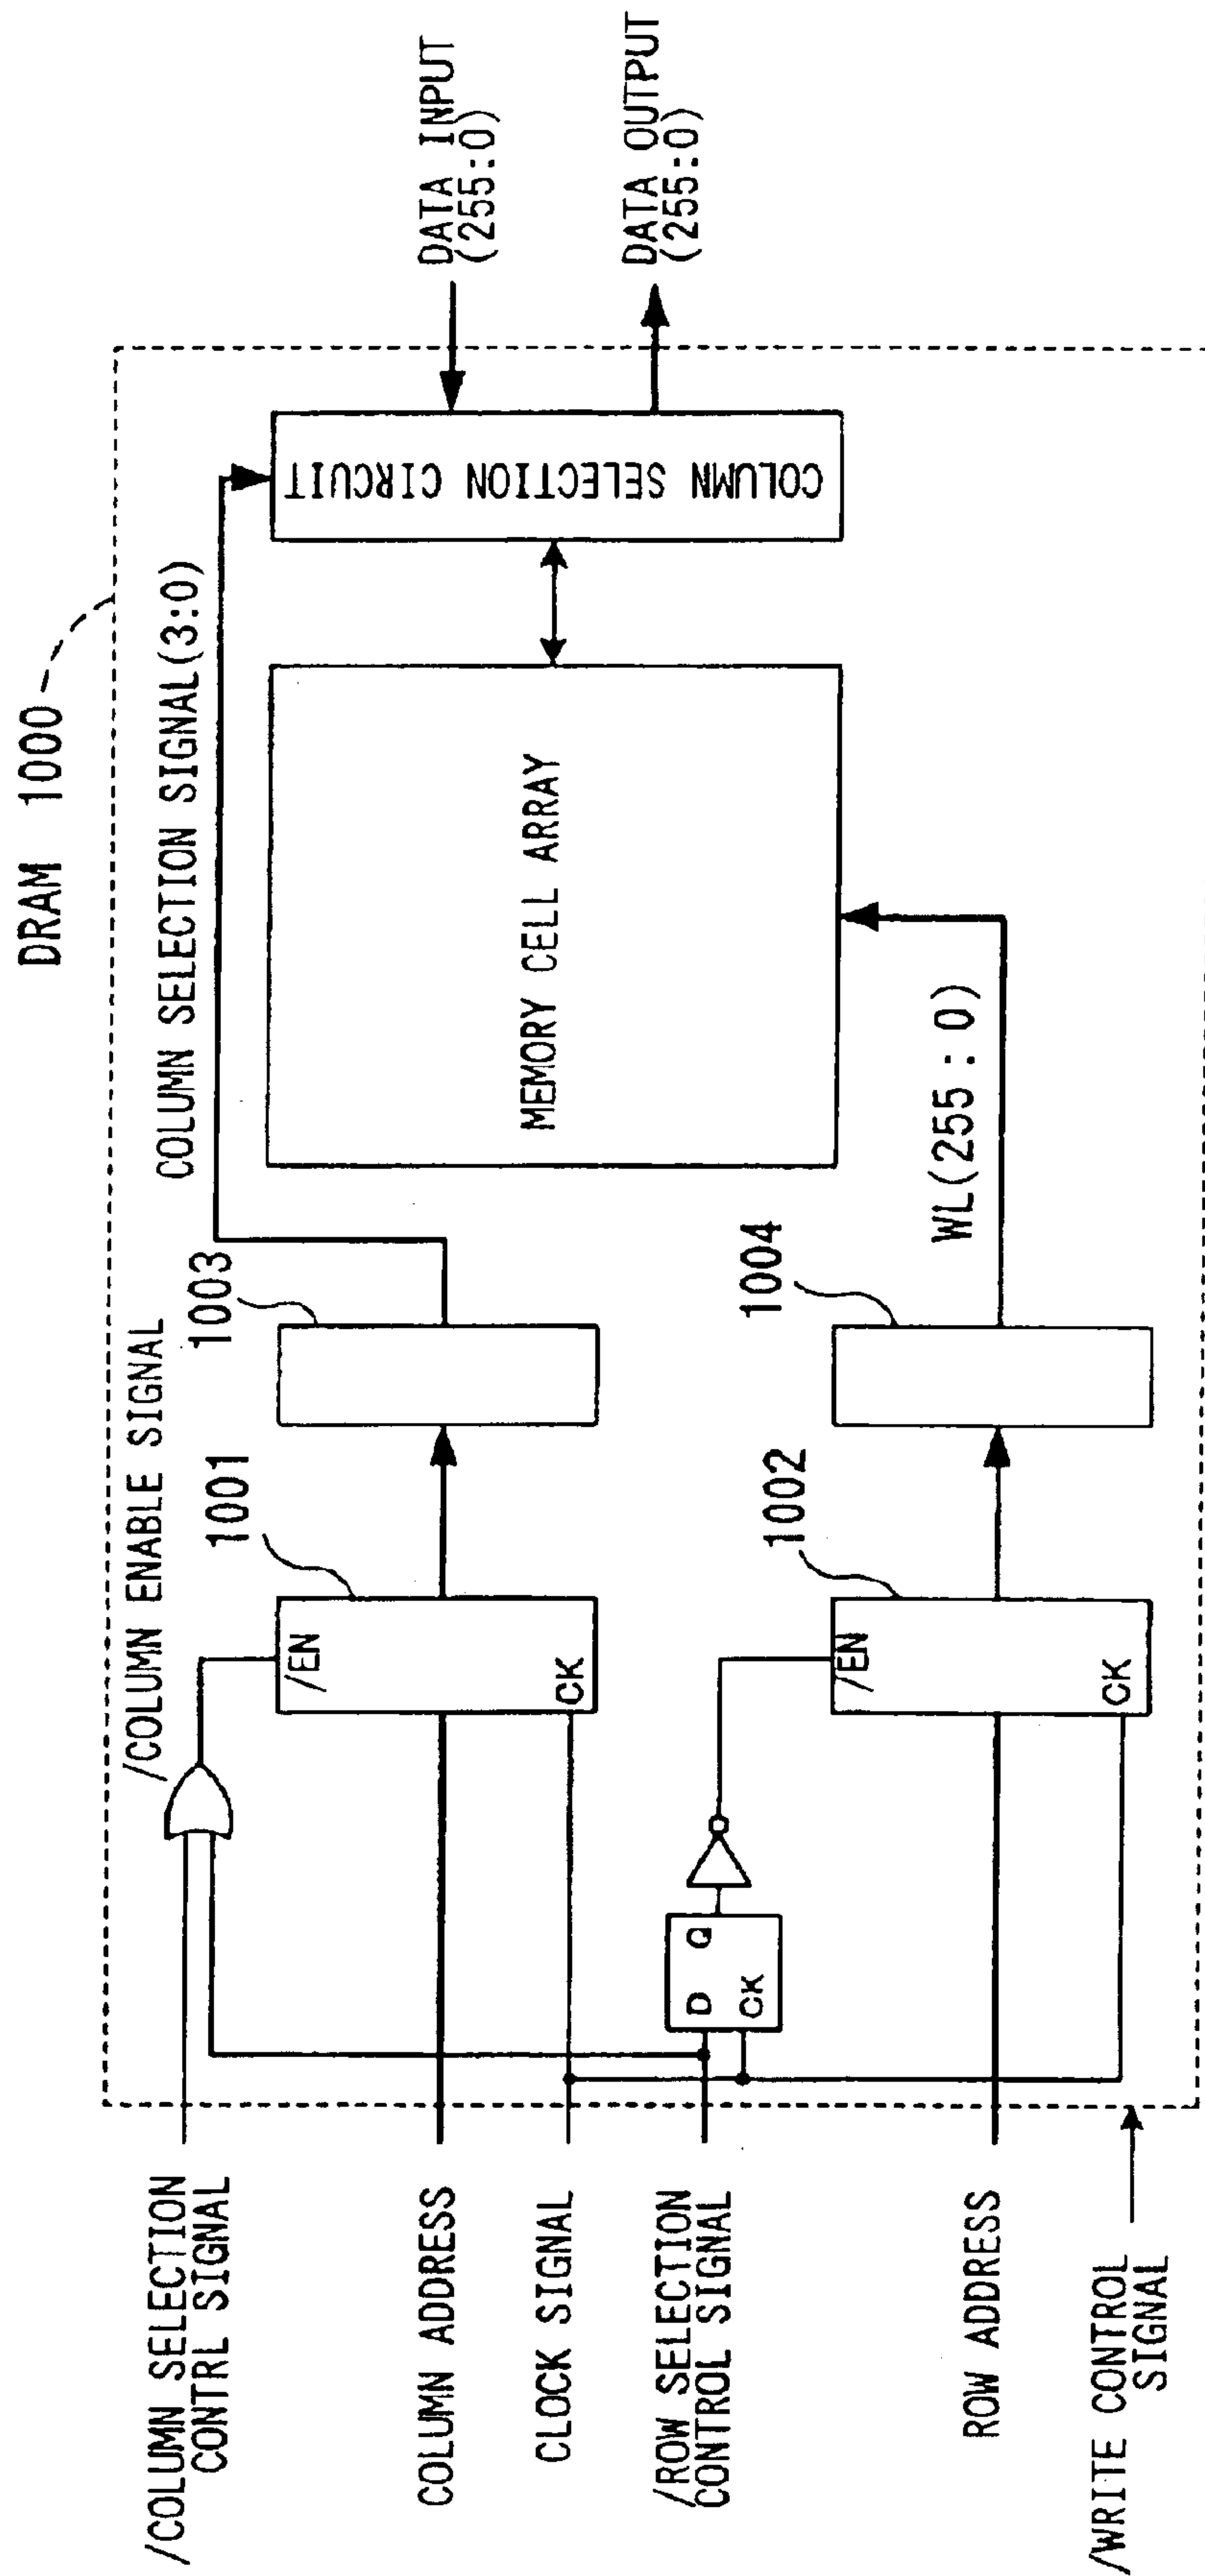 DRAM 1000
/COLUMN SELECTION
CONTRL SIGNAL
/COLUMN ENABLE SIGNAL
COLUMN SELECTION SIGNAL(3:0)
COLUMN ADDRESS
CLOCK SIGNAL
/ROW SELECTION
CONTROL SIGNAL
ROW ADDRESS
/WRITE CONTROL
SIGNAL
1001
/EN
CK
1003
D Q
CK
1002
/EN
CK
1004
WL(255:0)
MEMORY CELL ARRAY
COLUMN SELECTION CIRCUIT
DATA INPUT
(255:0)
DATA OUTPUT
(255:0)